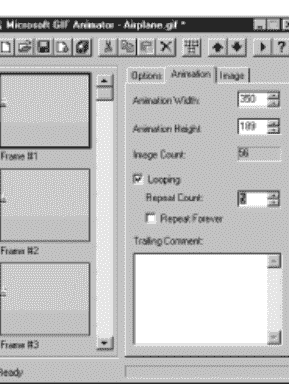 Microsoft GIF Animator - Airplane.gif *
Options Animation Image
Animation Width: 350
Animation Height: 189
Image Count: 56
Looping
Repeat Count: 2
Repeat Forever
Trailing Comment:
Frame #1
Frame #2
Frame #3
Ready